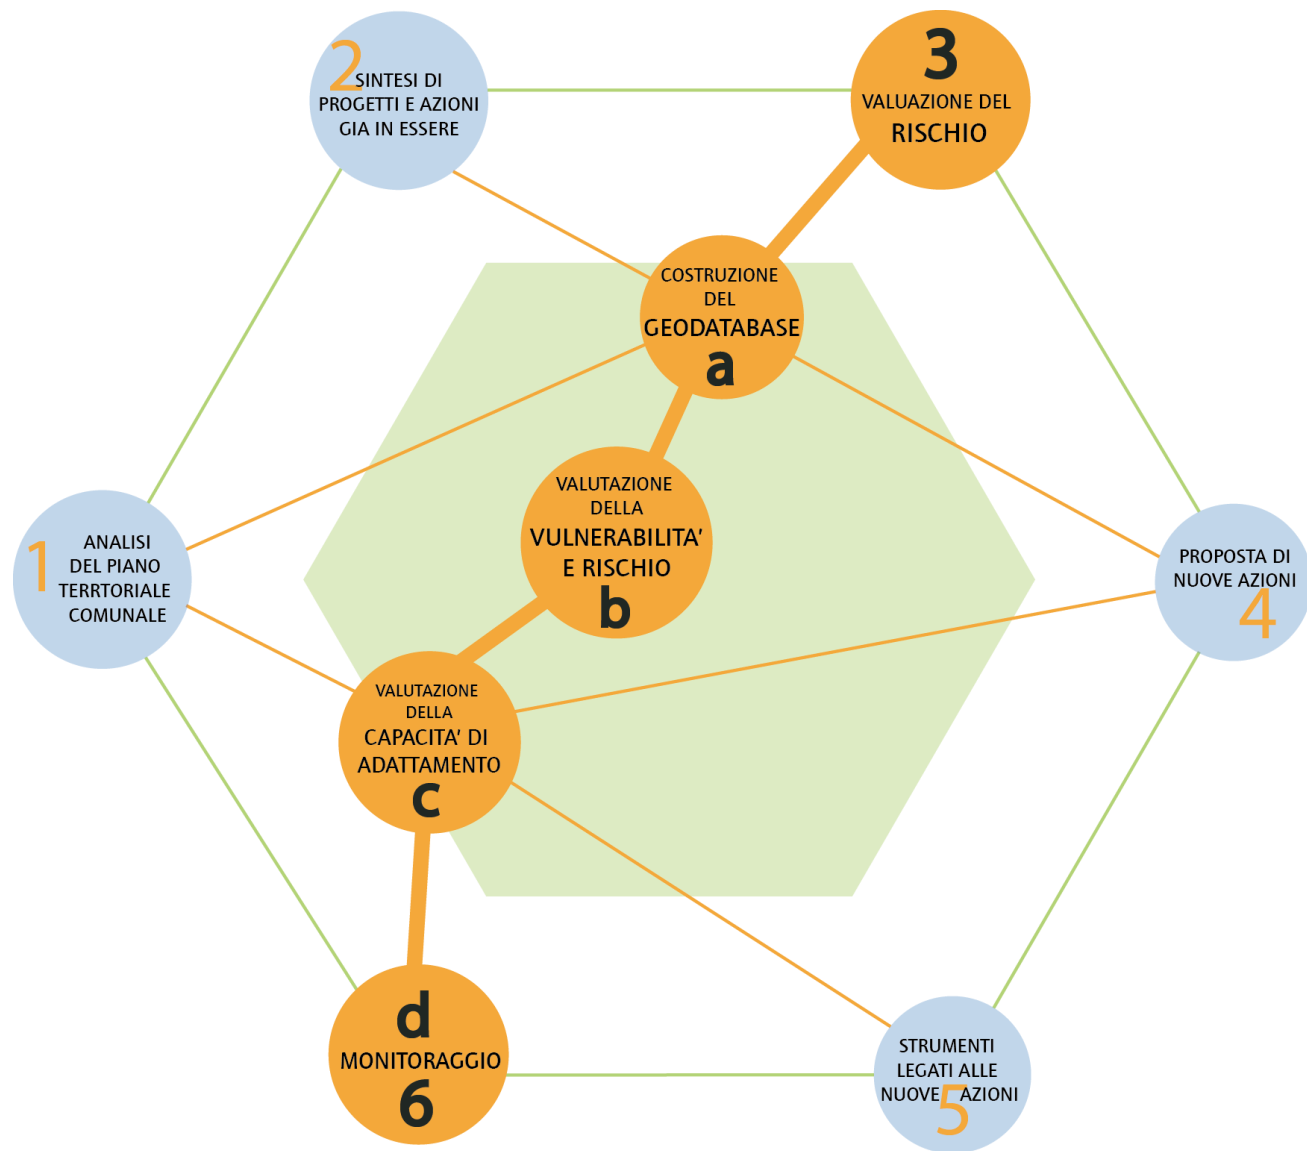 2
SINTESI DI
PROGETTI E AZIONI
GIA IN ESSERE
3
VALUAZIONE DEL
RISCHIO
COSTRUZIONE
DEL
GEODATABASE
a
VALUTAZIONE
DELLA
VULNERABILITA'
E RISCHIO
b
1
ANALISI
DEL PIANO
TERRTORIALE
COMUNALE
PROPOSTA DI
NUOVE AZIONI
4
VALUTAZIONE
DELLA
CAPACITA' DI
ADATTAMENTO
c
d
MONITORAGGIO
6
STRUMENTI
LEGATI ALLE
NUOVE AZIONI
5